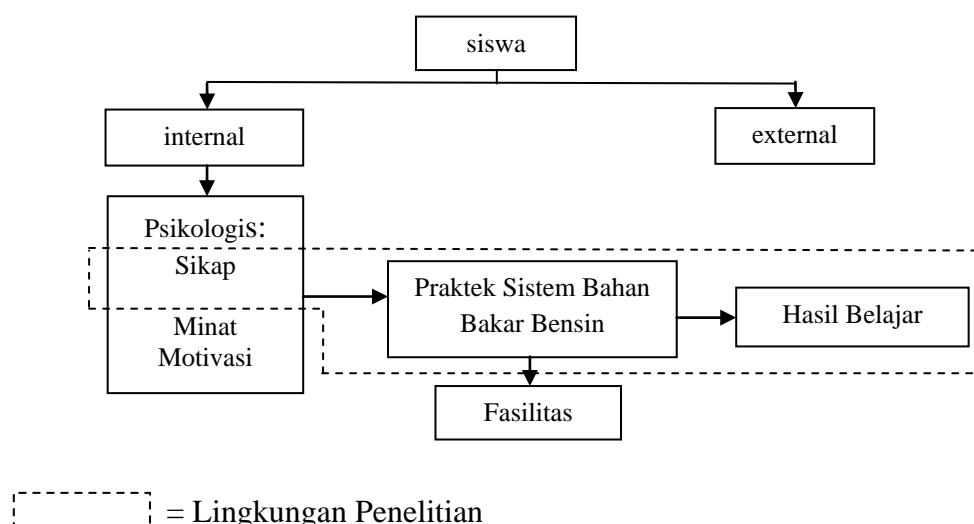 siswa
internal
external
Psikologis:
Sikap
Minat
Motivasi
Praktek Sistem Bahan
Bakar Bensin
Hasil Belajar
Fasilitas
= Lingkungan Penelitian